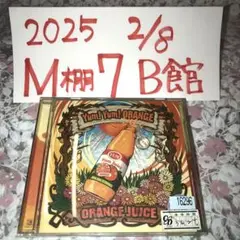 2025 2/8
M棚7 B館
Yum! Yum! ORANGE
16296
ORANGE JUICE